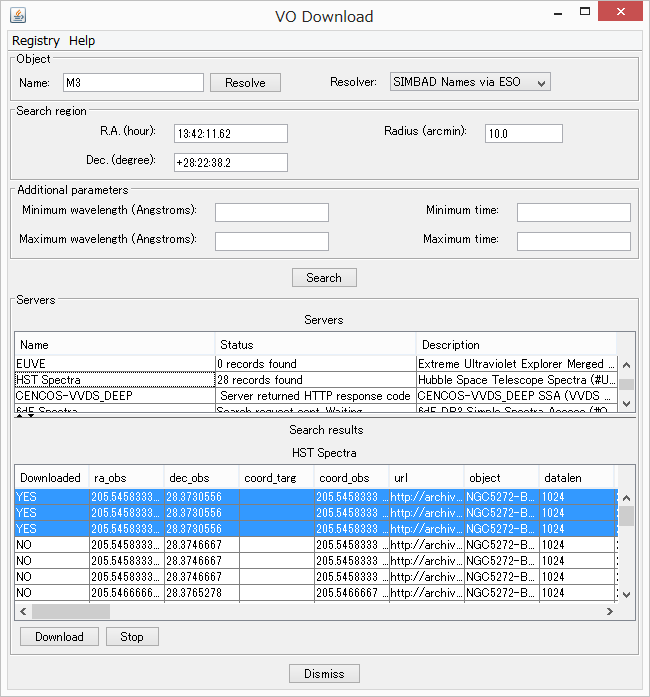 VO Download
Registry Help
Object
Name: M3 Resolve Resolver: SIMBAD Names via ESO
Search region
R.A. (hour): 13:42:11.62 Radius (arcmin): 10.0
Dec. (degree): +28:22:38.2
Additional parameters
Minimum wavelength (Angstroms): Minimum time:
Maximum wavelength (Angstroms): Maximum time:
Search
Servers
Servers
Name Status Description
EUVE 0 records found Extreme Ultraviolet Explorer Merged ...
HST Spectra 28 records found Hubble Space Telescope Spectra (#U...
CENCOS-VVDS_DEEP Server returned HTTP response code CENCOS-VVDS_DEEP SSA (VVDS ...
6dF Spectra Search request sent. Waiting 6dF DR3 Simple Spectra Access (#O...
Search results
HST Spectra
Downloaded ra_obs dec_obs coord_targ coord_obs url object datalen
YES 205.5458333... 28.3730556 205.5458333 ... http://archiv... NGC5272-B... 1024
YES 205.5458333... 28.3730556 205.5458333 ... http://archiv... NGC5272-B... 1024
YES 205.5458333... 28.3730556 205.5458333 ... http://archiv... NGC5272-B... 1024
NO 205.5458333... 28.3746667 205.5458333 ... http://archiv... NGC5272-B... 1024
NO 205.5458333... 28.3746667 205.5458333 ... http://archiv... NGC5272-B... 1024
NO 205.5458333... 28.3746667 205.5458333 ... http://archiv... NGC5272-B... 1024
NO 205.5466666... 28.3765278 205.5466667 ... http://archiv... NGC5272-B... 1024
Download Stop
Dismiss